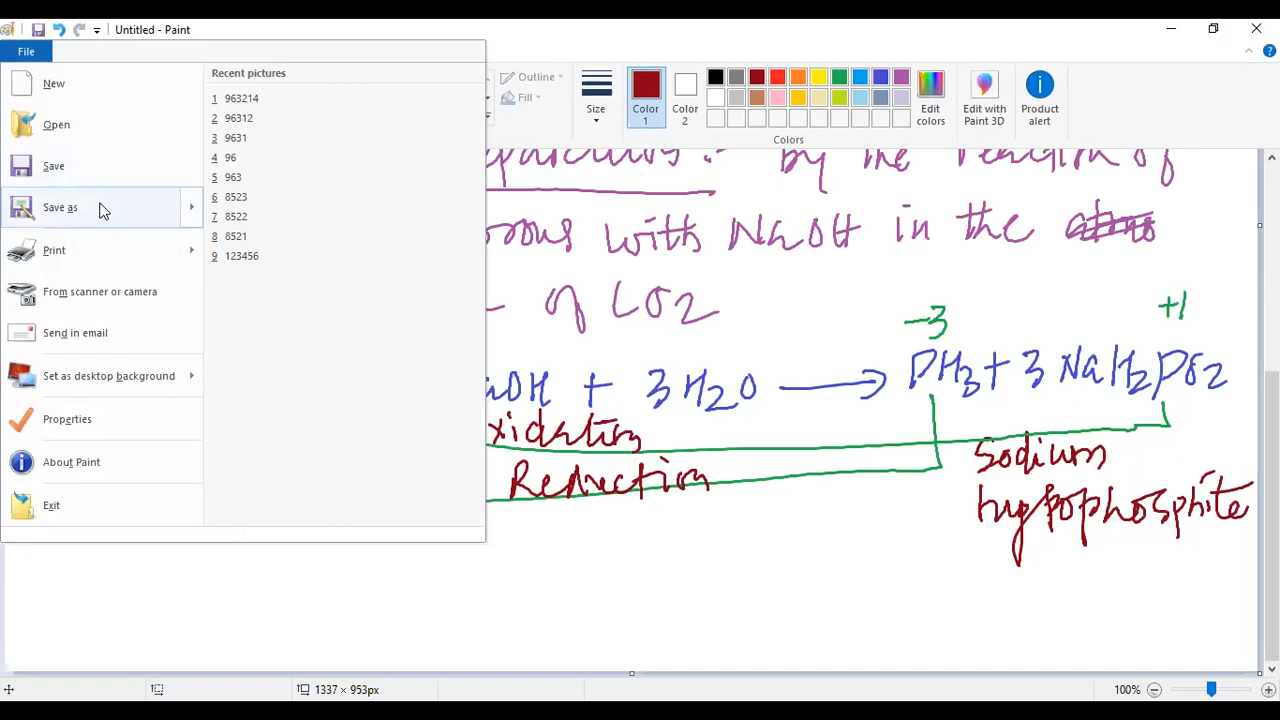 Untitled - Paint
File
New
Open
Save
Save as
Print
From scanner or camera
Send in email
Set as desktop background
Properties
About Paint
Exit
Recent pictures
1 963214
2 96312
3 9631
4 96
5 963
6 8523
7 8522
8 8521
9 123456
Outline
Fill
Size
Color 1
Color 2
Edit colors
Edit with Paint 3D
Product alert
Colors
:- By the reaction of
orous with NaOH in the
- of CO2
-3 +1
aOH + 3H2O → PH3 + 3 NaH2PO2
xidation
Reduction
Sodium
hypophosphite
1337 × 953px
100%